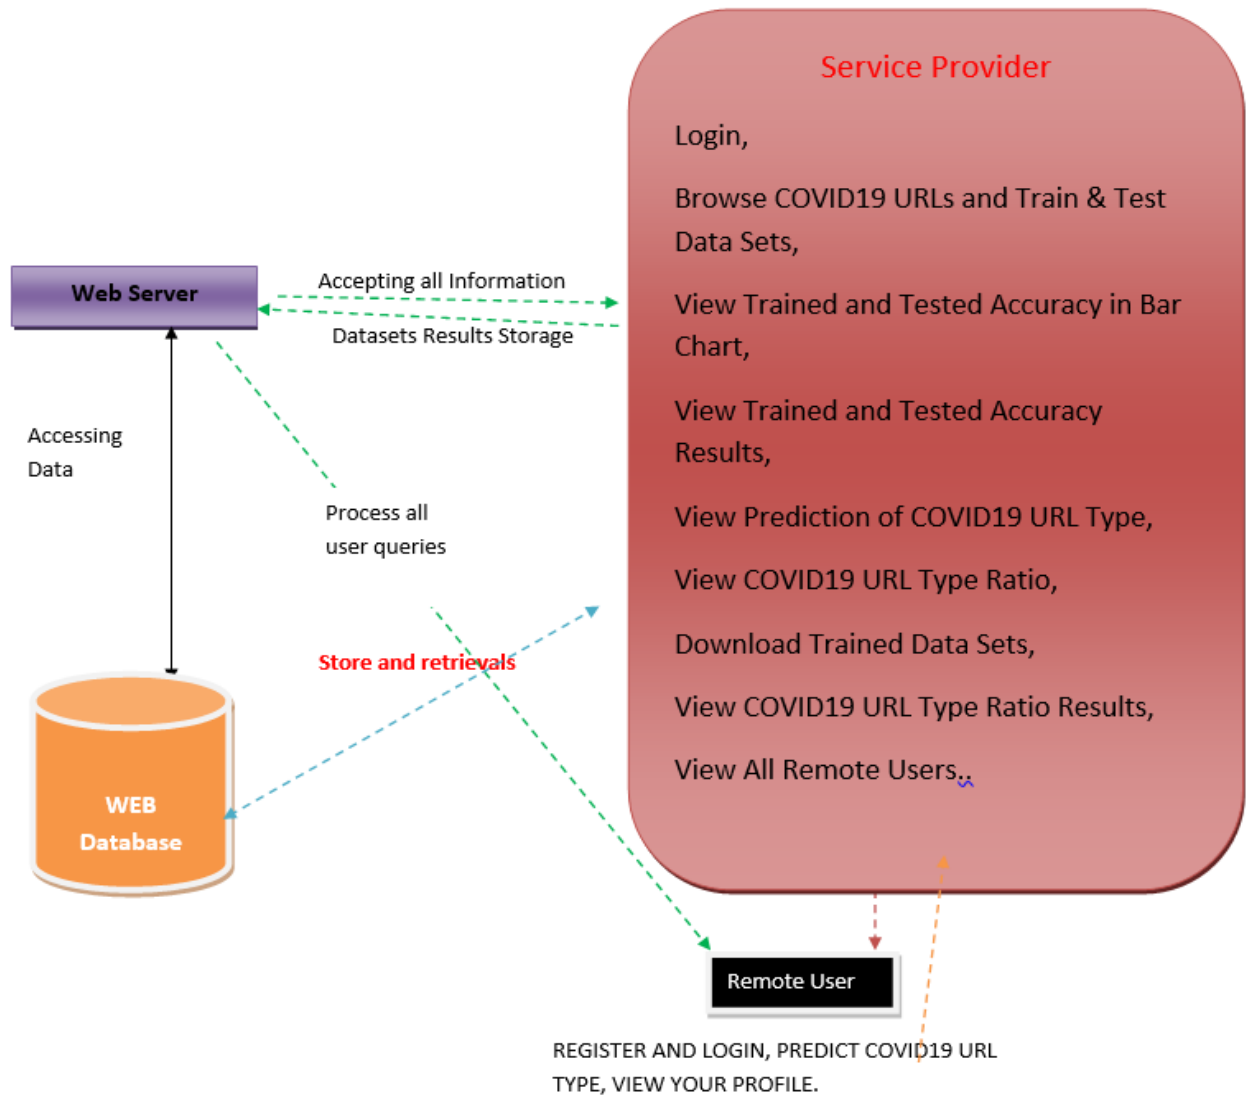 Service Provider
Login,
Browse COVID19 URLs and Train & Test
Data Sets,
View Trained and Tested Accuracy in Bar
Chart,
View Trained and Tested Accuracy
Results,
View Prediction of COVID19 URL Type,
View COVID19 URL Type Ratio,
Download Trained Data Sets,
View COVID19 URL Type Ratio Results,
View All Remote Users..
Web Server
Accepting all Information
Datasets Results Storage
Accessing
Data
Process all
user queries
Store and retrievals
WEB
Database
Remote User
REGISTER AND LOGIN, PREDICT COVID19 URL
TYPE, VIEW YOUR PROFILE.